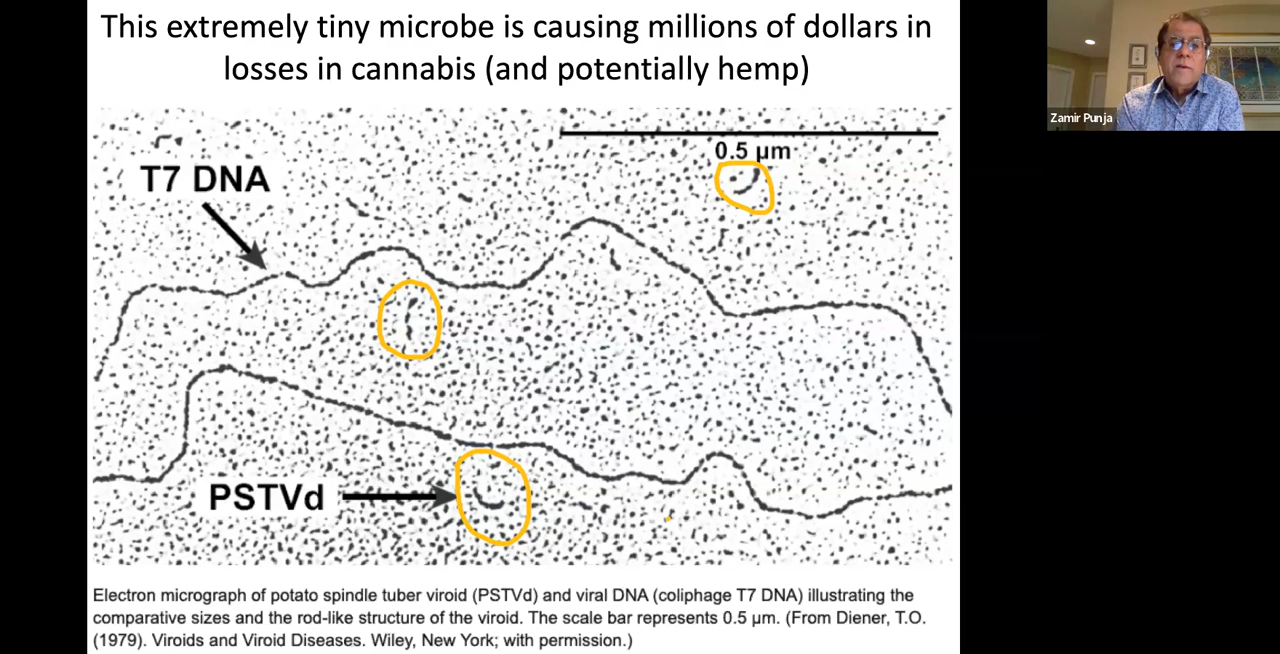 This extremely tiny microbe is causing millions of dollars in
losses in cannabis (and potentially hemp)
Zamir Punja
0.5 µm
T7 DNA
PSTVd
Electron micrograph of potato spindle tuber viroid (PSTVd) and viral DNA (coliphage T7 DNA) illustrating the
comparative sizes and the rod-like structure of the viroid. The scale bar represents 0.5 µm. (From Diener, T.O.
(1979). Viroids and Viroid Diseases. Wiley, New York; with permission.)